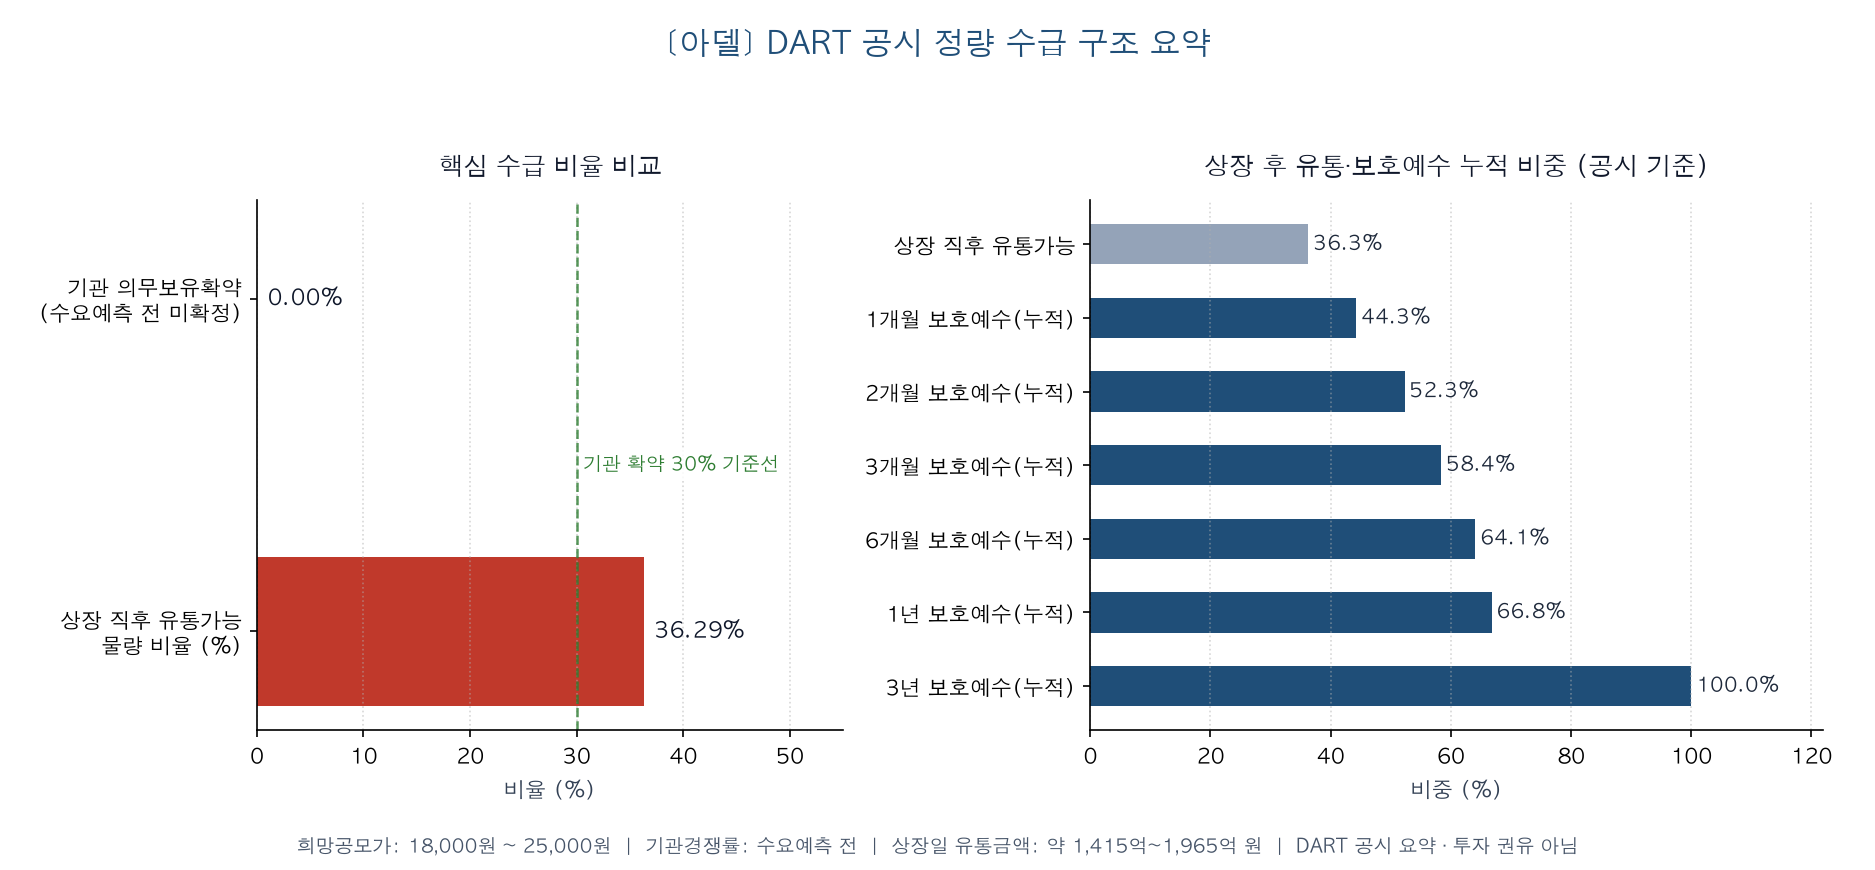 〔아델〕 DART 공시 정량 수급 구조 요약
핵심 수급 비율 비교
기관 의무보유확약
(수요예측 전 미확정)
0.00%
기관 확약 30% 기준선
상장 직후 유통가능
물량 비율 (%)
36.29%
0 10 20 30 40 50
비율 (%)
상장 후 유통·보호예수 누적 비중 (공시 기준)
상장 직후 유통가능 36.3%
1개월 보호예수(누적) 44.3%
2개월 보호예수(누적) 52.3%
3개월 보호예수(누적) 58.4%
6개월 보호예수(누적) 64.1%
1년 보호예수(누적) 66.8%
3년 보호예수(누적) 100.0%
0 20 40 60 80 100 120
비중 (%)
희망공모가: 18,000원 ~ 25,000원 | 기관경쟁률: 수요예측 전 | 상장일 유통금액: 약 1,415억~1,965억 원 | DART 공시 요약 · 투자 권유 아님